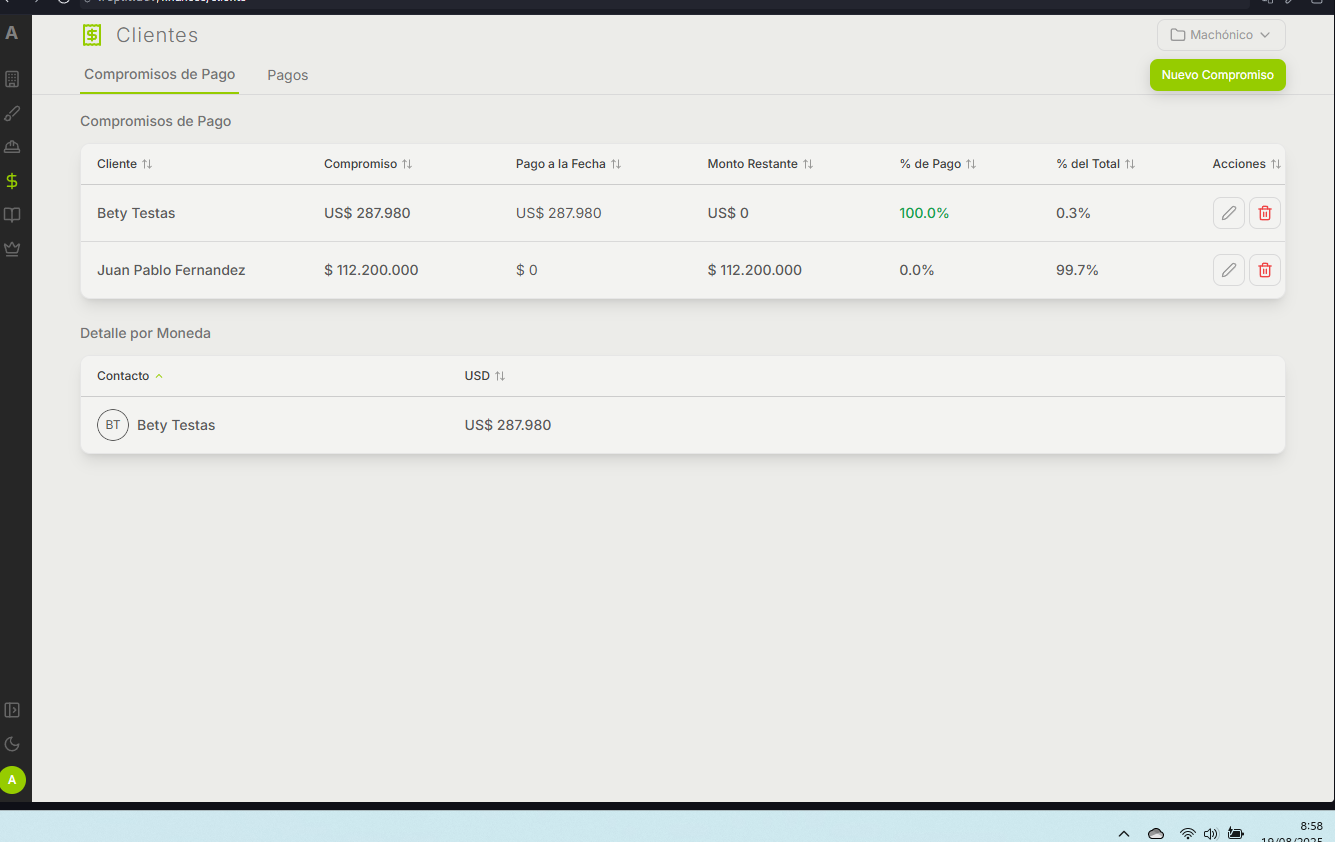 A
Clientes
Machónico
Compromisos de Pago
Pagos
Nuevo Compromiso
Compromisos de Pago
Cliente Compromiso Pago a la Fecha Monto Restante % de Pago % del Total Acciones
Bety Testas US$ 287.980 US$ 287.980 US$ 0 100.0% 0.3%
Juan Pablo Fernandez $ 112.200.000 $ 0 $ 112.200.000 0.0% 99.7%
Detalle por Moneda
Contacto USD
BT Bety Testas US$ 287.980
A
8:58
19/08/2025